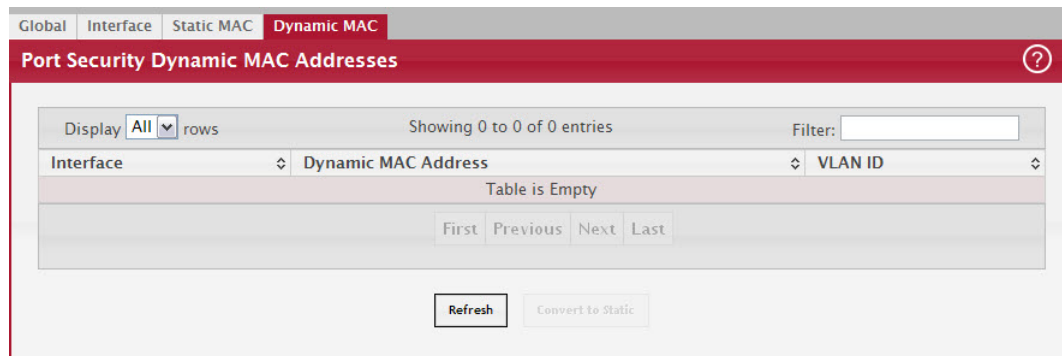 Global Interface Static MAC Dynamic MAC
Port Security Dynamic MAC Addresses ?
Display All rows Showing 0 to 0 of 0 entries Filter:
Interface Dynamic MAC Address VLAN ID
Table is Empty
First Previous Next Last
Refresh Convert to Static